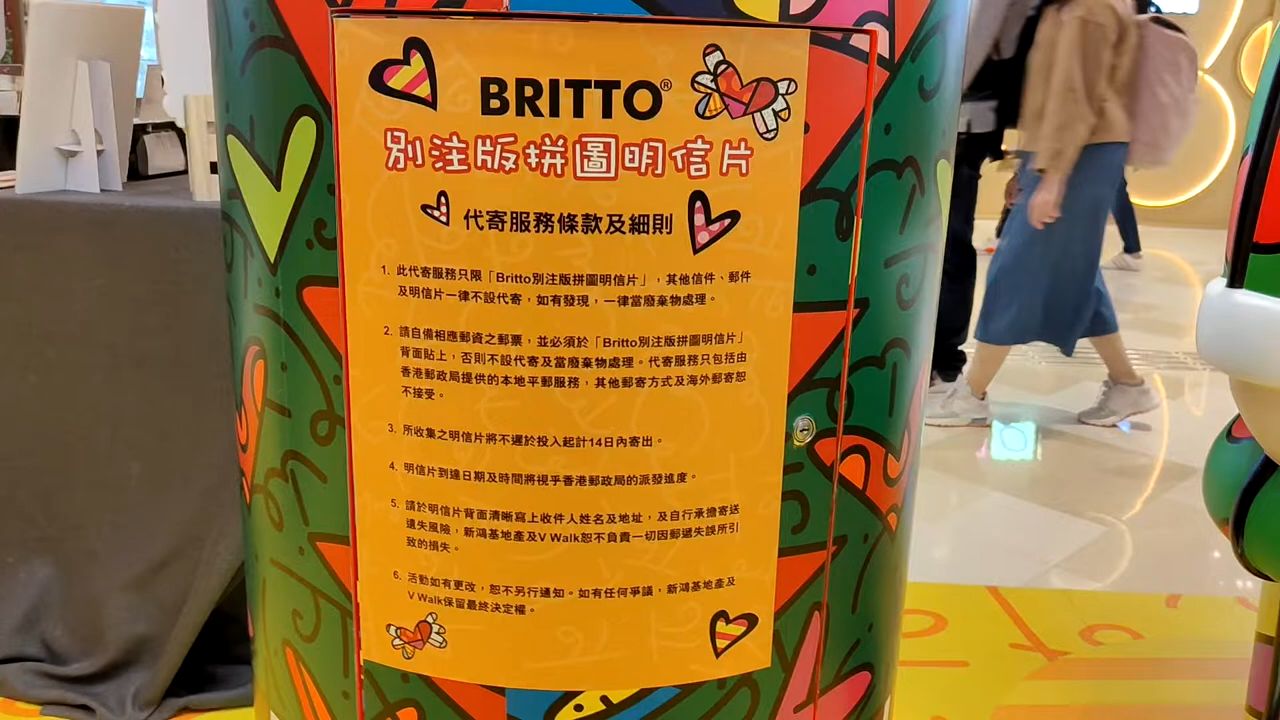 BRITTO®
別注版拼圖明信片
代寄服務條款及細則
1. 此代寄服務只限「Britto別注版拼圖明信片」，其他信件、郵件
及明信片一律不設代寄，如有發現，一律當廢棄物處理。
2. 請自備相應郵資之郵票，並必須於「Britto別注版拼圖明信片」
背面貼上，否則不設代寄及當廢棄物處理。代寄服務只包括由
香港郵政局提供的本地平郵服務，其他郵寄方式及海外郵寄恕
不接受。
3. 所收集之明信片將不遲於投入起計14日內寄出。
4. 明信片到達日期及時間將視乎香港郵政局的派發進度。
5. 請於明信片背面清晰寫上收件人姓名及地址，及自行承擔寄送
遺失風險，新鴻基地產及V Walk恕不負責一切因郵遞失誤所引
致的損失。
6. 活動如有更改，恕不另行通知。如有任何爭議，新鴻基地產及
V Walk保留最終決定權。